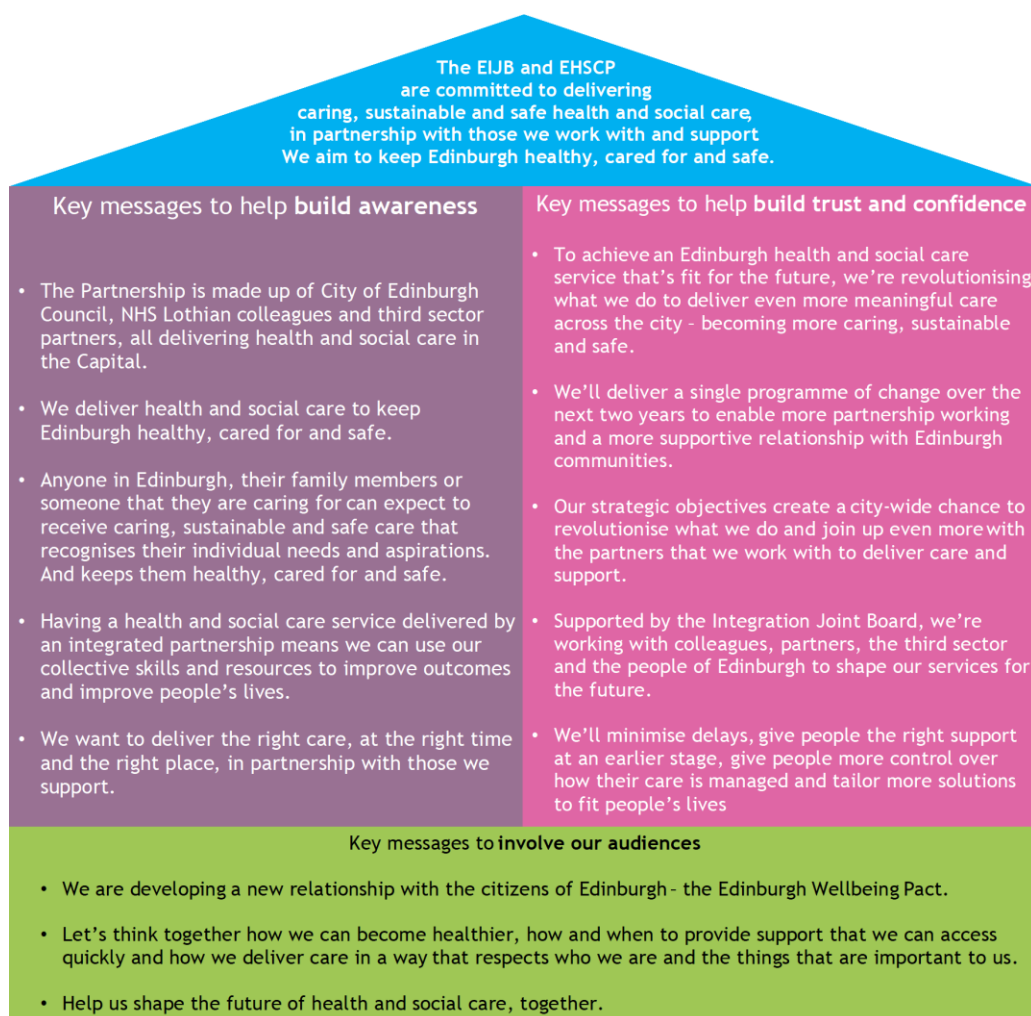 The EIJB and EHSCP
are committed to delivering
caring, sustainable and safe health and social care,
in partnership with those we work with and support
We aim to keep Edinburgh healthy, cared for and safe.
Key messages to help build awareness
• The Partnership is made up of City of Edinburgh
Council, NHS Lothian colleagues and third sector
partners, all delivering health and social care in
the Capital.
• We deliver health and social care to keep
Edinburgh healthy, cared for and safe.
• Anyone in Edinburgh, their family members or
someone that they are caring for can expect to
receive caring, sustainable and safe care that
recognises their individual needs and aspirations.
And keeps them healthy, cared for and safe.
• Having a health and social care service delivered by
an integrated partnership means we can use our
collective skills and resources to improve outcomes
and improve people's lives.
• We want to deliver the right care, at the right time
and the right place, in partnership with those we
support.
Key messages to help build trust and confidence
• To achieve an Edinburgh health and social care
service that's fit for the future, we're revolutionising
what we do to deliver even more meaningful care
across the city – becoming more caring, sustainable
and safe.
• We'll deliver a single programme of change over the
next two years to enable more partnership working
and a more supportive relationship with Edinburgh
communities.
• Our strategic objectives create a city-wide chance to
revolutionise what we do and join up even more with
the partners that we work with to deliver care and
support.
• Supported by the Integration Joint Board, we're
working with colleagues, partners, the third sector
and the people of Edinburgh to shape our services for
the future.
• We'll minimise delays, give people the right support
at an earlier stage, give people more control over
how their care is managed and tailor more solutions
to fit people's lives
Key messages to involve our audiences
• We are developing a new relationship with the citizens of Edinburgh – the Edinburgh Wellbeing Pact.
• Let's think together how we can become healthier, how and when to provide support that we can access
quickly and how we deliver care in a way that respects who we are and the things that are important to us.
• Help us shape the future of health and social care, together.